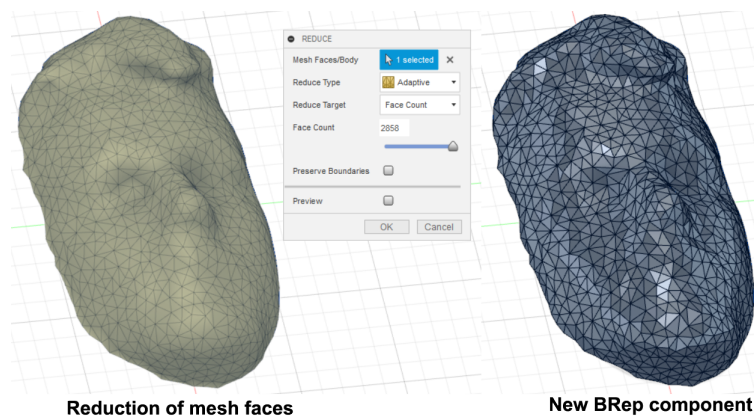 REDUCE
Mesh Faces/Body 1 selected
Reduce Type Adaptive
Reduce Target Face Count
Face Count 2858
Preserve Boundaries
Preview
OK Cancel
Reduction of mesh faces
New BRep component